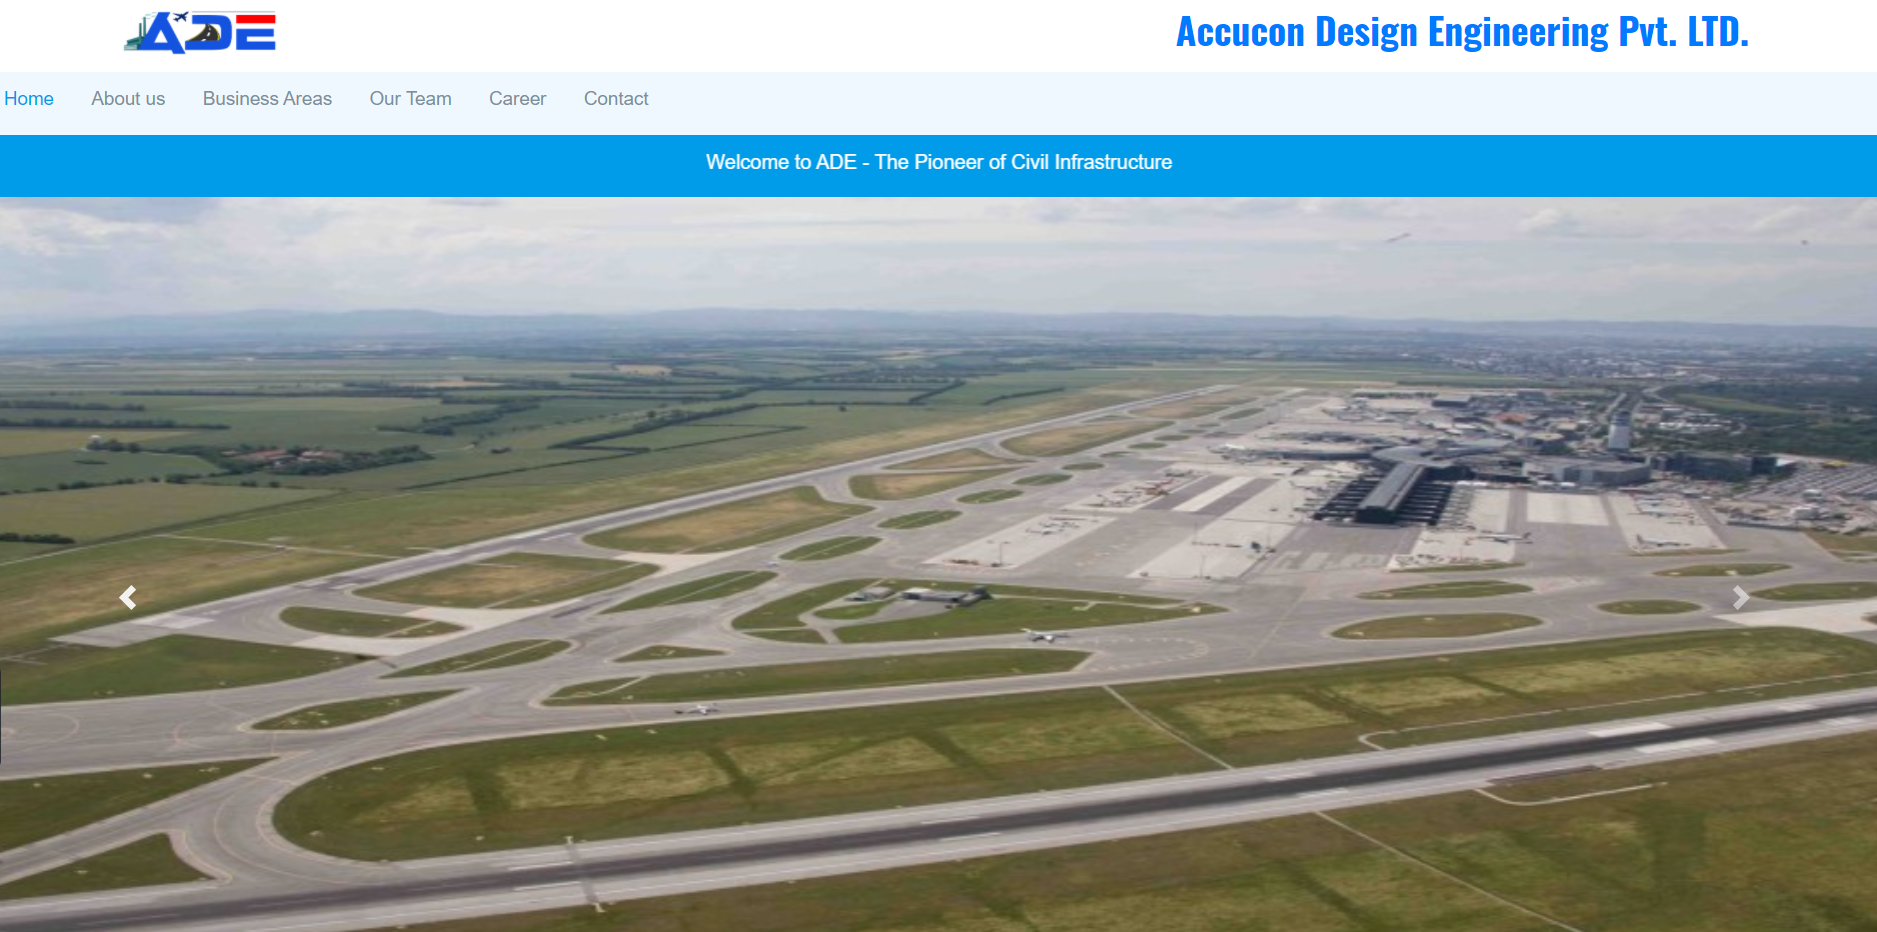 ADE
Accucon Design Engineering Pvt. LTD.
Home About us Business Areas Our Team Career Contact
Welcome to ADE - The Pioneer of Civil Infrastructure